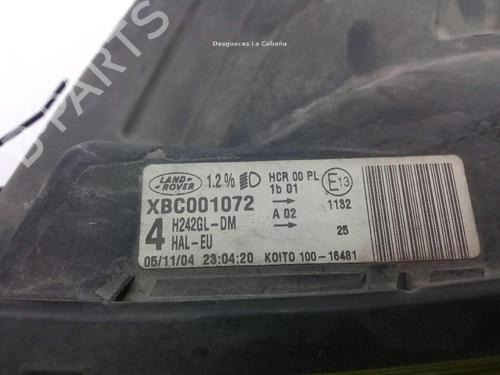 Desguaces La Cabaña
D-PARTS
LAND
ROVER
1.2%
HCR 00 PL
1b 01
E13
XBC001072
A 02
1132
4
H242GL-DM
HAL-EU
25
05/11/04 23:04:20 KOITO 100-16481